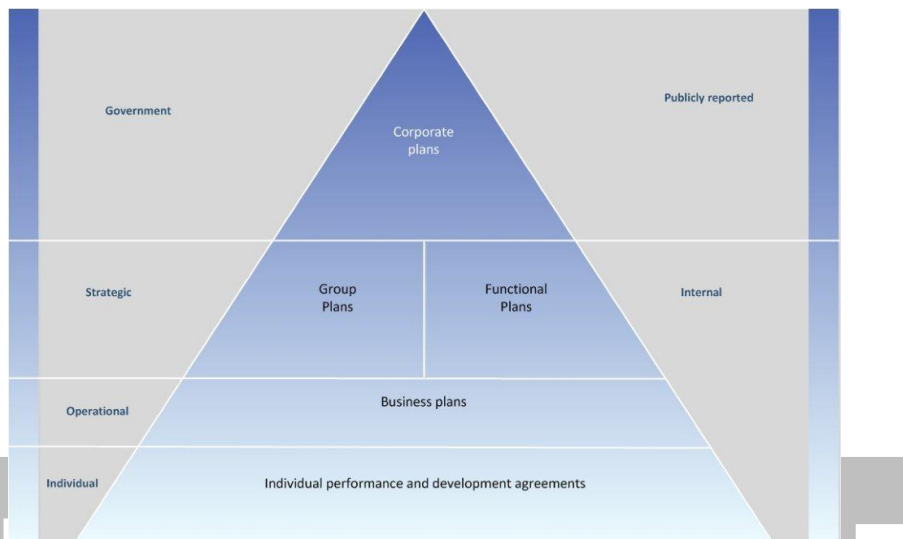 Government
Publicly reported
Corporate
plans
Strategic
Group
Plans
Functional
Plans
Internal
Operational
Business plans
Individual
Individual performance and development agreements